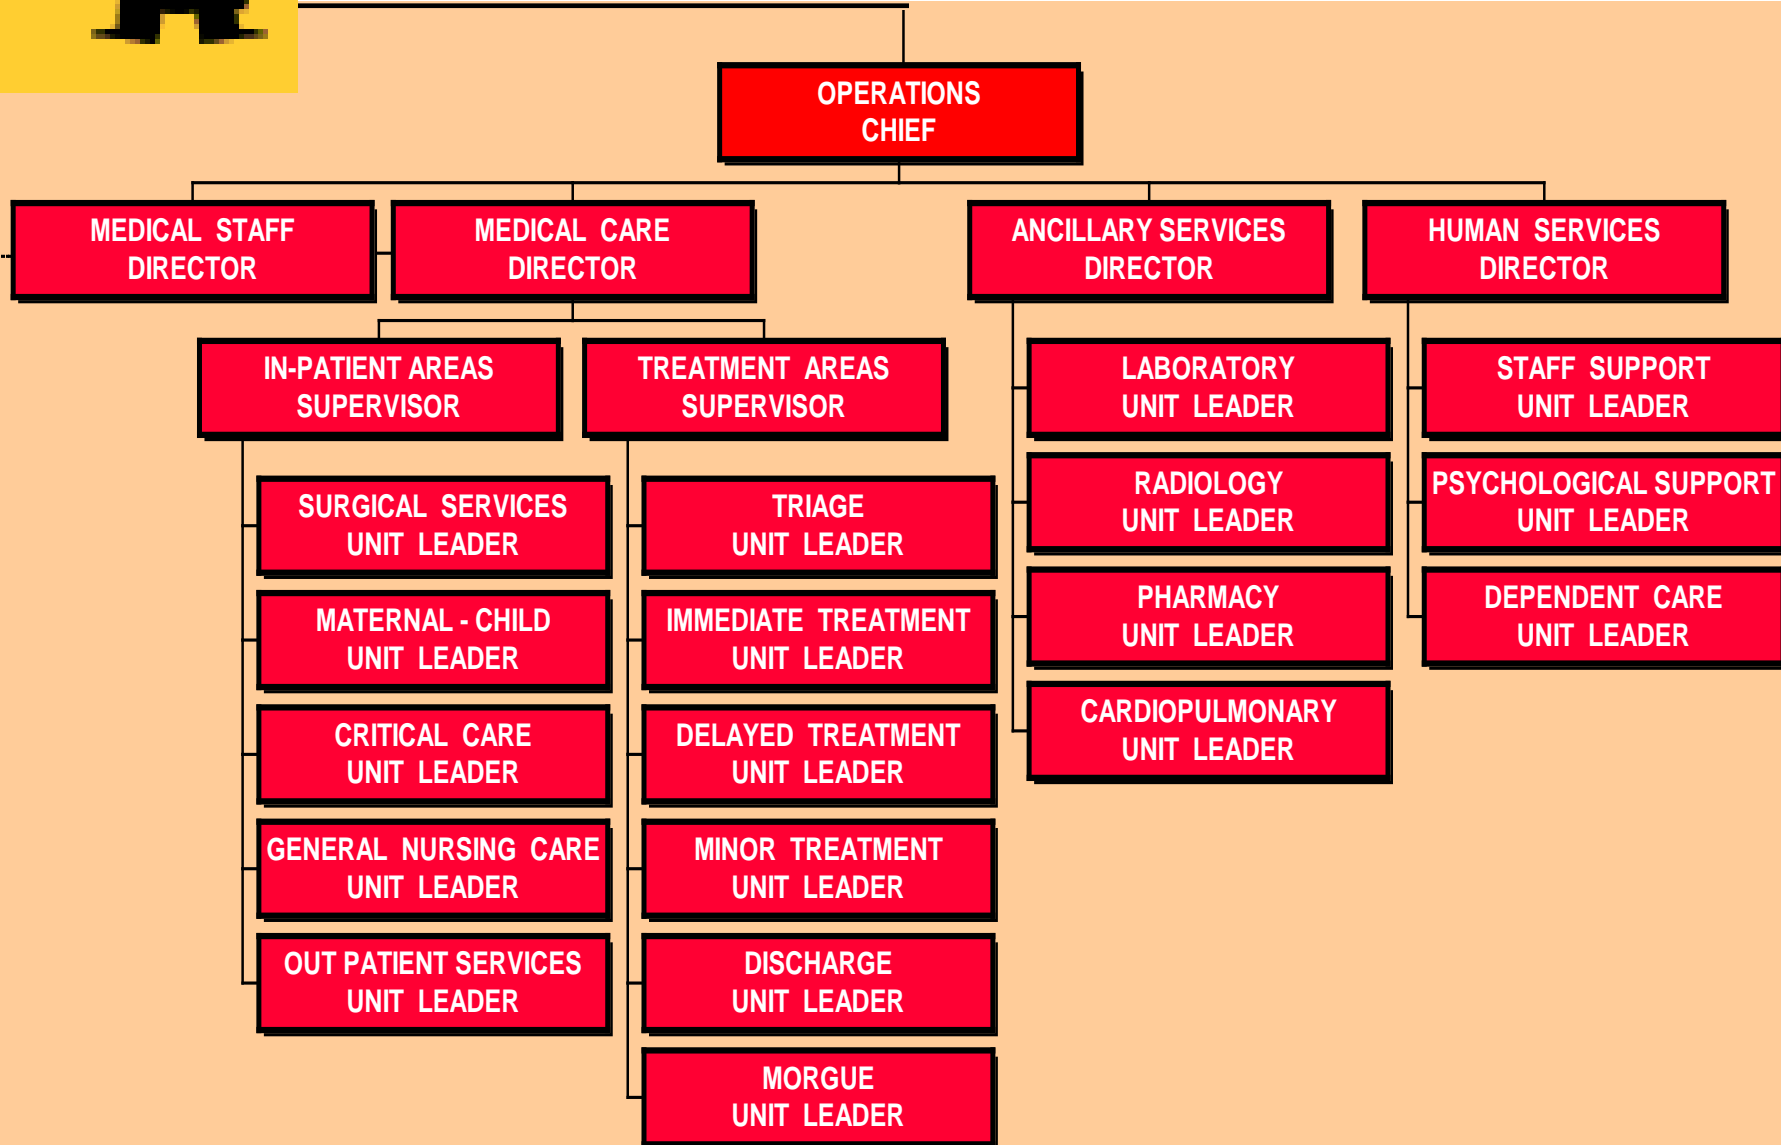 OPERATIONS
CHIEF
MEDICAL STAFF
DIRECTOR
MEDICAL CARE
DIRECTOR
ANCILLARY SERVICES
DIRECTOR
HUMAN SERVICES
DIRECTOR
IN-PATIENT AREAS
SUPERVISOR
TREATMENT AREAS
SUPERVISOR
SURGICAL SERVICES
UNIT LEADER
MATERNAL - CHILD
UNIT LEADER
CRITICAL CARE
UNIT LEADER
GENERAL NURSING CARE
UNIT LEADER
OUT PATIENT SERVICES
UNIT LEADER
TRIAGE
UNIT LEADER
IMMEDIATE TREATMENT
UNIT LEADER
DELAYED TREATMENT
UNIT LEADER
MINOR TREATMENT
UNIT LEADER
DISCHARGE
UNIT LEADER
MORGUE
UNIT LEADER
LABORATORY
UNIT LEADER
RADIOLOGY
UNIT LEADER
PHARMACY
UNIT LEADER
CARDIOPULMONARY
UNIT LEADER
STAFF SUPPORT
UNIT LEADER
PSYCHOLOGICAL SUPPORT
UNIT LEADER
DEPENDENT CARE
UNIT LEADER